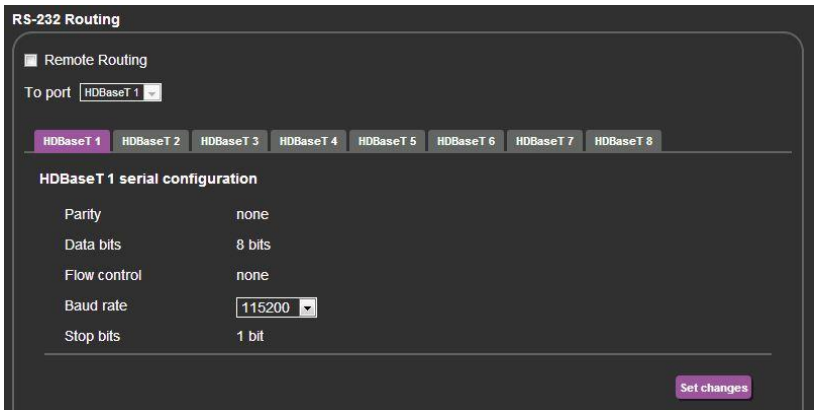 RS-232 Routing
Remote Routing
To port HDBaseT 1
HDBaseT 1 HDBaseT 2 HDBaseT 3 HDBaseT 4 HDBaseT 5 HDBaseT 6 HDBaseT 7 HDBaseT 8
HDBaseT 1 serial configuration
Parity none
Data bits 8 bits
Flow control none
Baud rate 115200
Stop bits 1 bit
Set changes